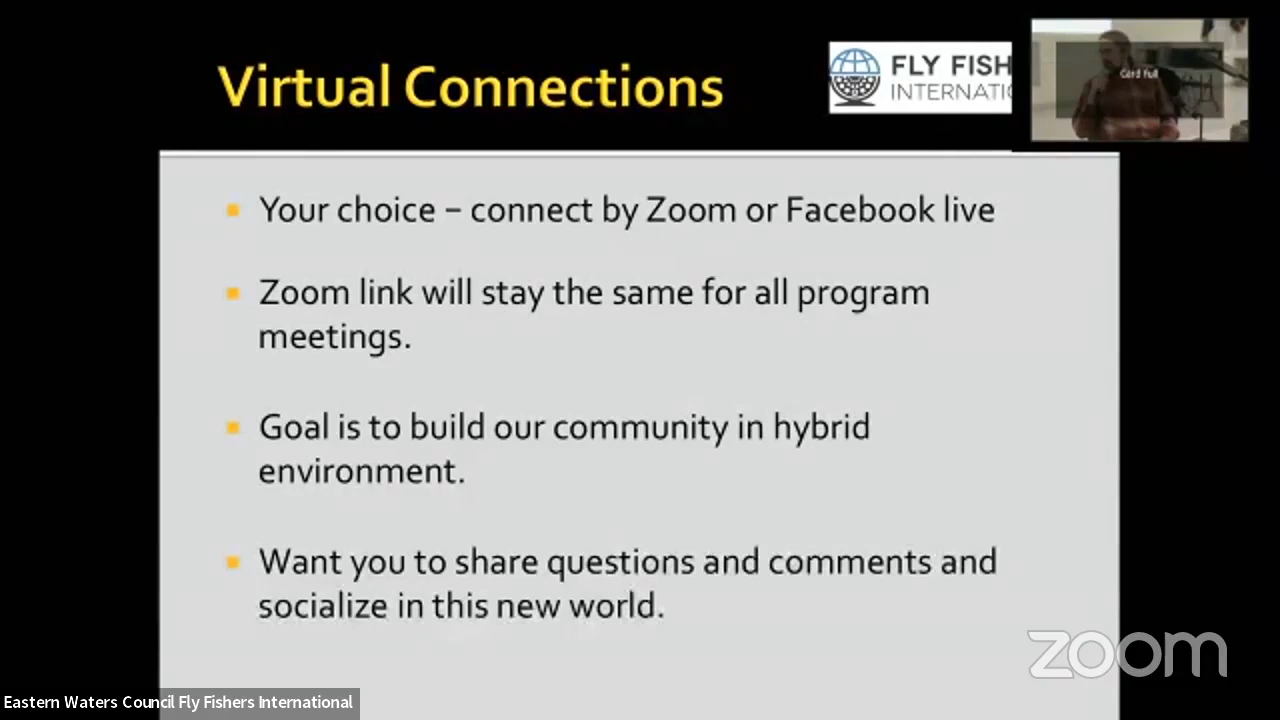 Virtual Connections
FLY FISH
INTERNATIO
Your choice – connect by Zoom or Facebook live
Zoom link will stay the same for all program
meetings.
Goal is to build our community in hybrid
environment.
Want you to share questions and comments and
socialize in this new world.
zoom
Eastern Waters Council Fly Fishers International